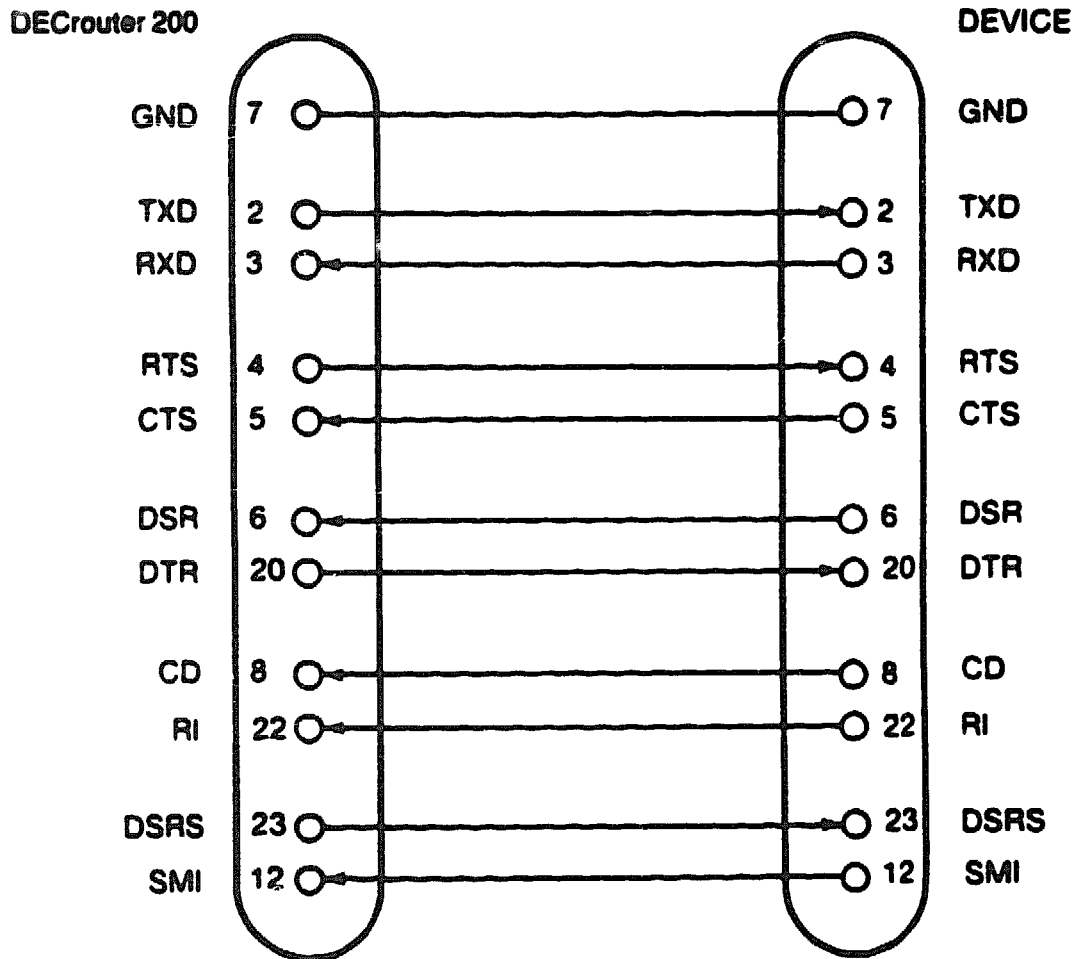 DECrouter 200 DEVICE
GND 7 7 GND
TXD 2 2 TXD
RXD 3 3 RXD
RTS 4 4 RTS
CTS 5 5 CTS
DSR 6 6 DSR
DTR 20 20 DTR
CD 8 8 CD
RI 22 22 RI
DSRS 23 23 DSRS
SMI 12 12 SMI